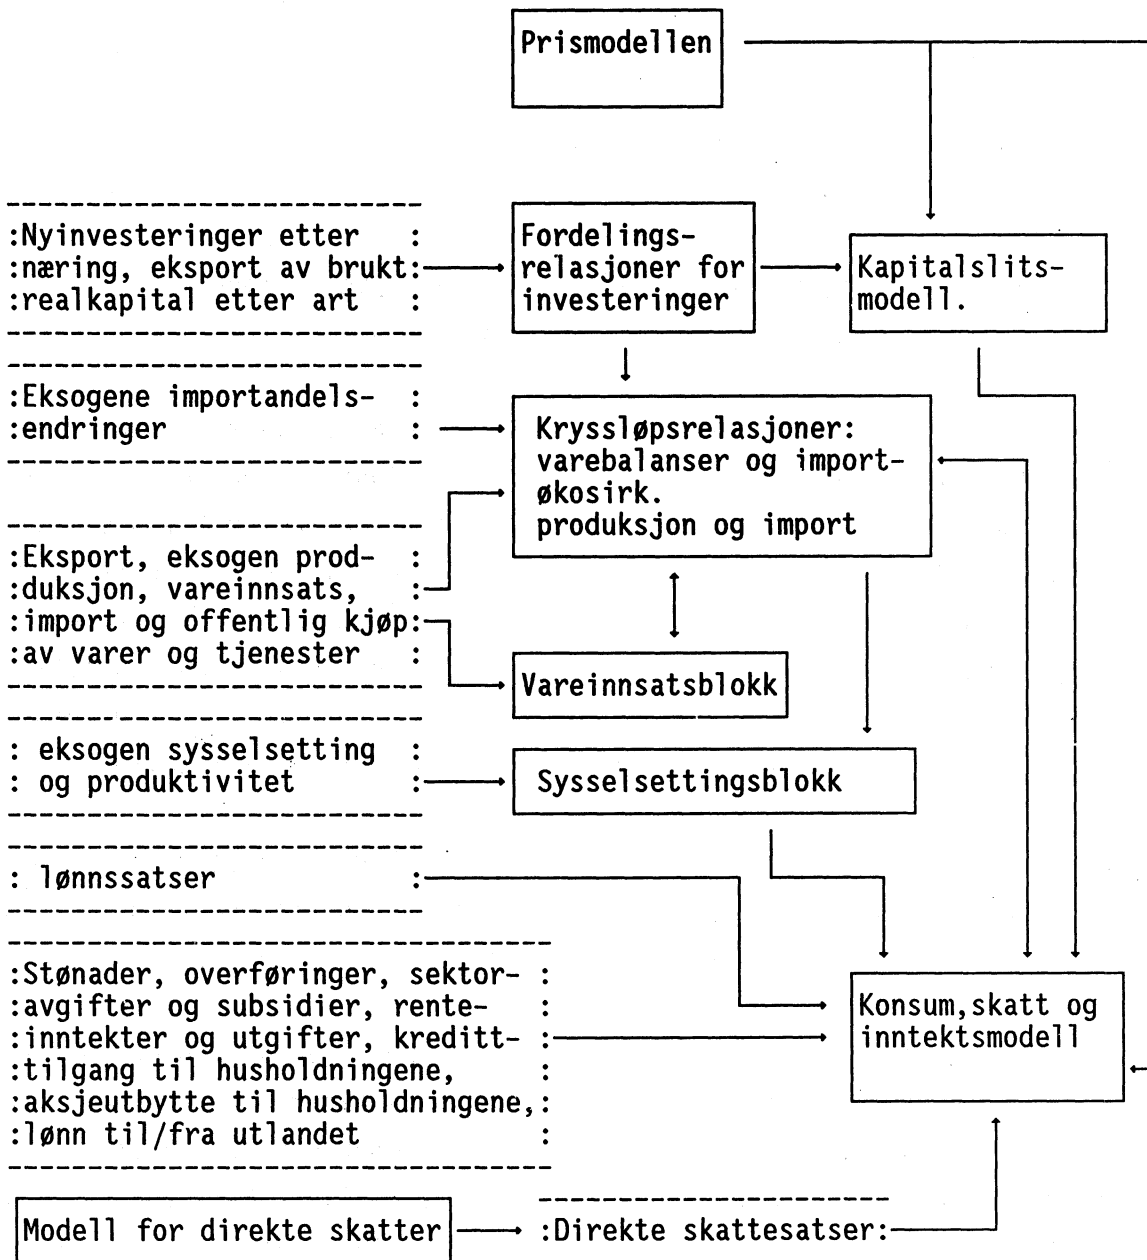 Prismodellen
:Nyinvesteringer etter :
:næring, eksport av brukt:
:realkapital etter art :
Fordelings-
relasjoner for
investeringer
Kapitalslits-
modell.
:Eksogene importandels- :
:endringer :
Kryssløpsrelasjoner:
varebalanser og import-
økosirk.
produksjon og import
:Eksport, eksogen prod- :
:duksjon, vareinnsats, :
:import og offentlig kjøp:
:av varer og tjenester :
Vareinnsatsblokk
: eksogen sysselsetting :
: og produktivitet :
Sysselsettingsblokk
: lønnssatser :
:Stønader, overføringer, sektor- :
:avgifter og subsidier, rente- :
:inntekter og utgifter, kreditt- :
:tilgang til husholdningene, :
:aksjeutbytte til husholdningene,:
:lønn til/fra utlandet :
Konsum,skatt og
inntektsmodell
Modell for direkte skatter
:Direkte skattesatser: